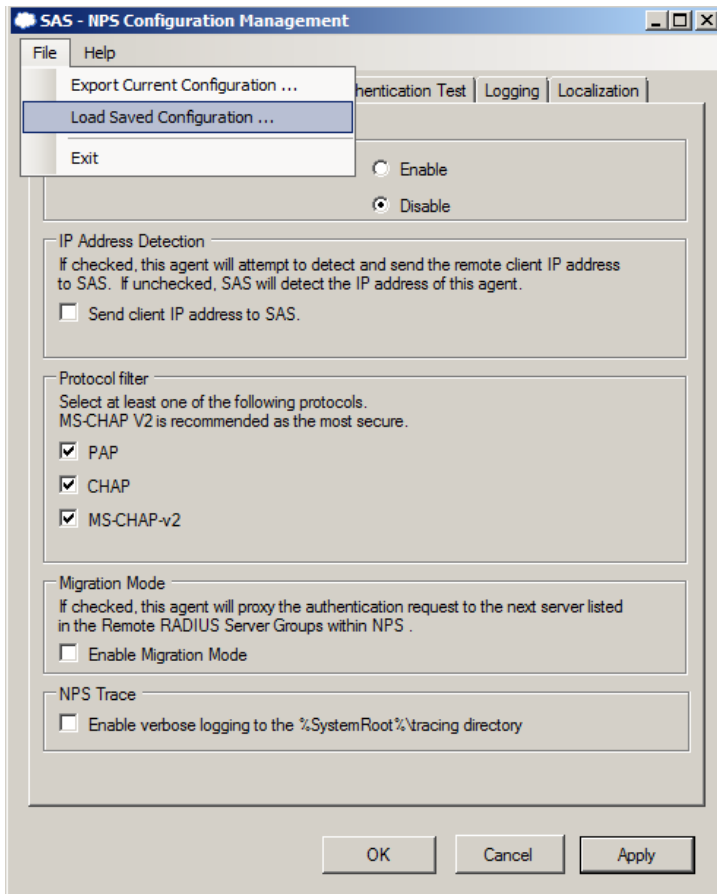 SAS - NPS Configuration Management
File Help
Export Current Configuration ...
Load Saved Configuration ...
Exit
Test Logging Localization
Enable
Disable
IP Address Detection
If checked, this agent will attempt to detect and send the remote client IP address
to SAS. If unchecked, SAS will detect the IP address of this agent.
Send client IP address to SAS.
Protocol filter
Select at least one of the following protocols.
MS-CHAP V2 is recommended as the most secure.
PAP
CHAP
MS-CHAP-v2
Migration Mode
If checked, this agent will proxy the authentication request to the next server listed
in the Remote RADIUS Server Groups within NPS .
Enable Migration Mode
NPS Trace
Enable verbose logging to the %SystemRoot%\tracing directory
OK Cancel Apply